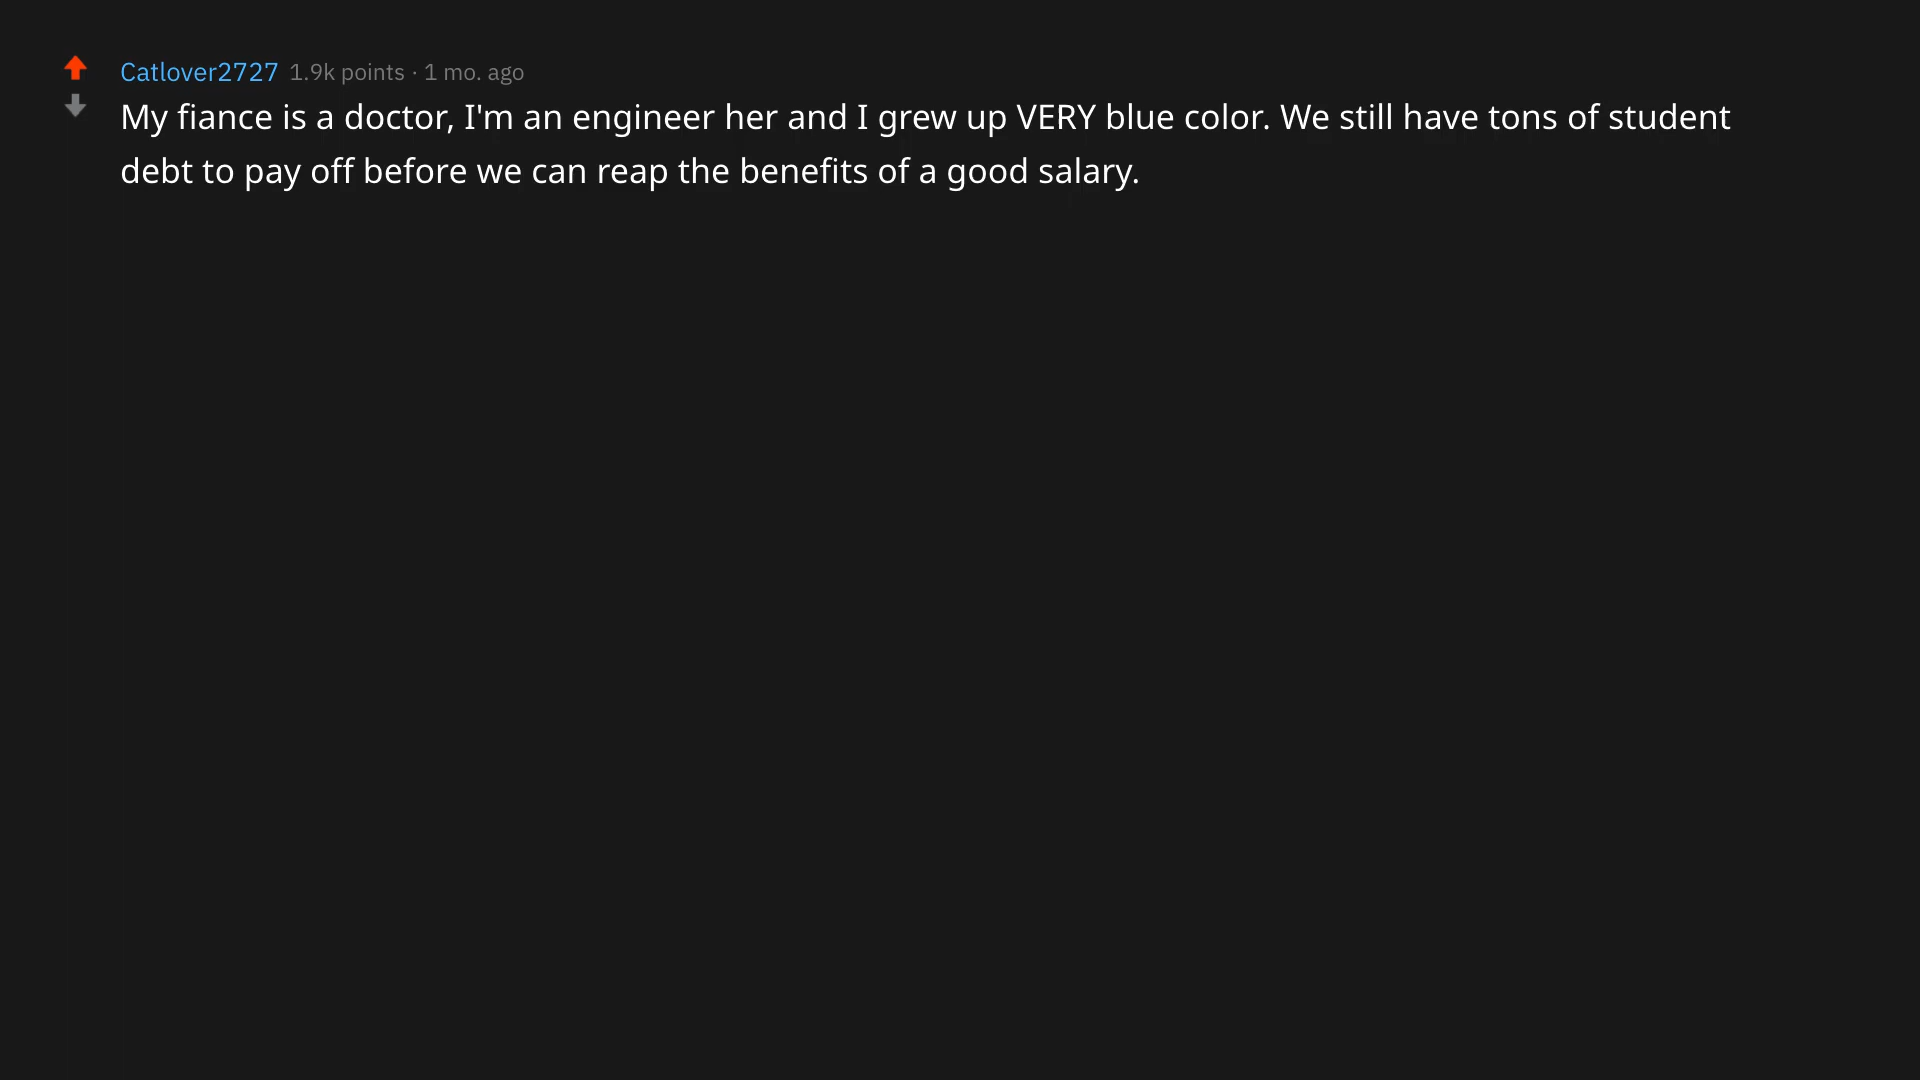 Catlover2727 1.9k points · 1 mo. ago
My fiance is a doctor, I'm an engineer her and I grew up VERY blue color. We still have tons of student
debt to pay off before we can reap the benefits of a good salary.